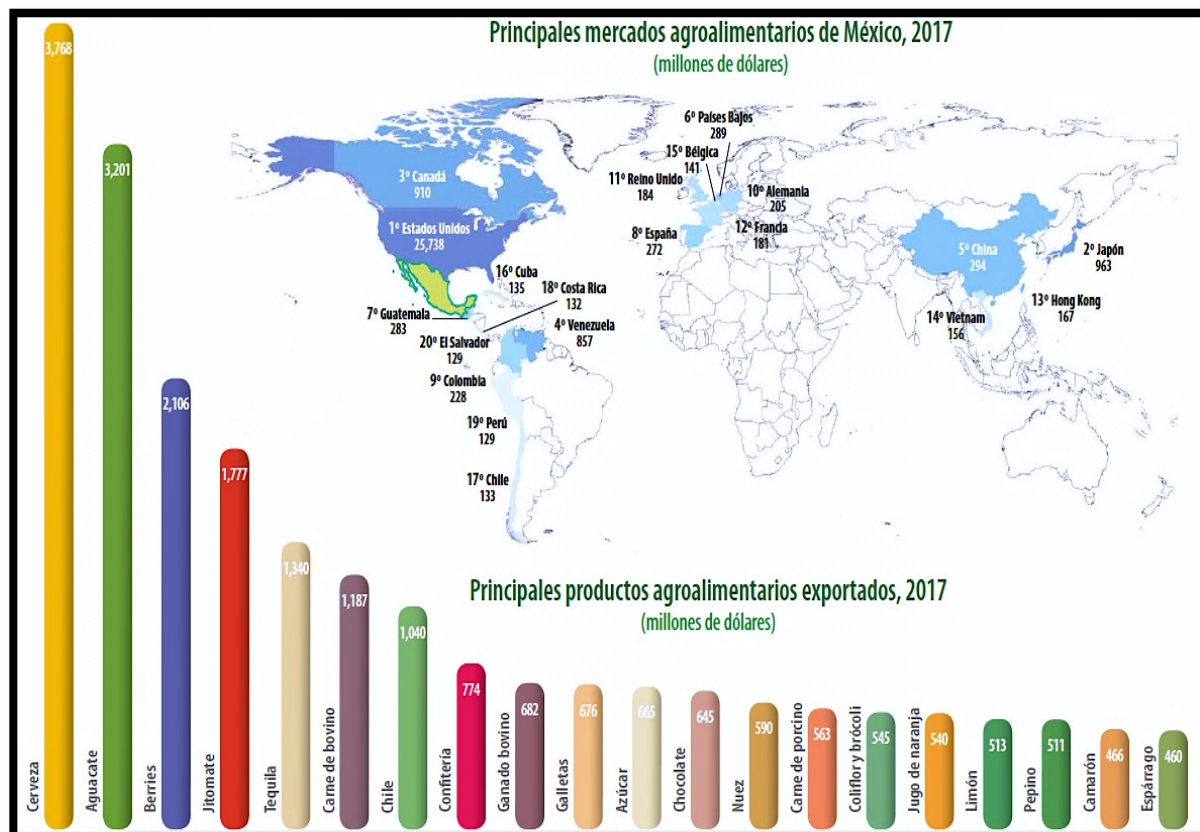 Principales mercados agroalimentarios de México, 2017
(millones de dólares)
6º Países Bajos
289
15º Bélgica
141
11º Reino Unido
184
10º Alemania
205
3º Canadá
910
1º Estados Unidos
25,738
8º España
272
12º Francia
181
5º China
294
2º Japón
963
16º Cuba
135
18º Costa Rica
132
13º Hong Kong
167
7º Guatemala
283
4º Venezuela
857
14º Vietnam
156
20º El Salvador
129
9º Colombia
228
19º Perú
129
17º Chile
133
Principales productos agroalimentarios exportados, 2017
(millones de dólares)
3,768
Cerveza
3,201
Aguacate
2,106
Berries
1,777
Jitomate
1,340
Tequila
1,187
Carne de bovino
1,040
Chile
774
Confitería
682
Ganado bovino
676
Galletas
665
Azúcar
645
Chocolate
590
Nuez
563
Carne de porcino
545
Coliflor y brócoli
540
Jugo de naranja
513
Limón
511
Pepino
466
Camarón
460
Espárrago